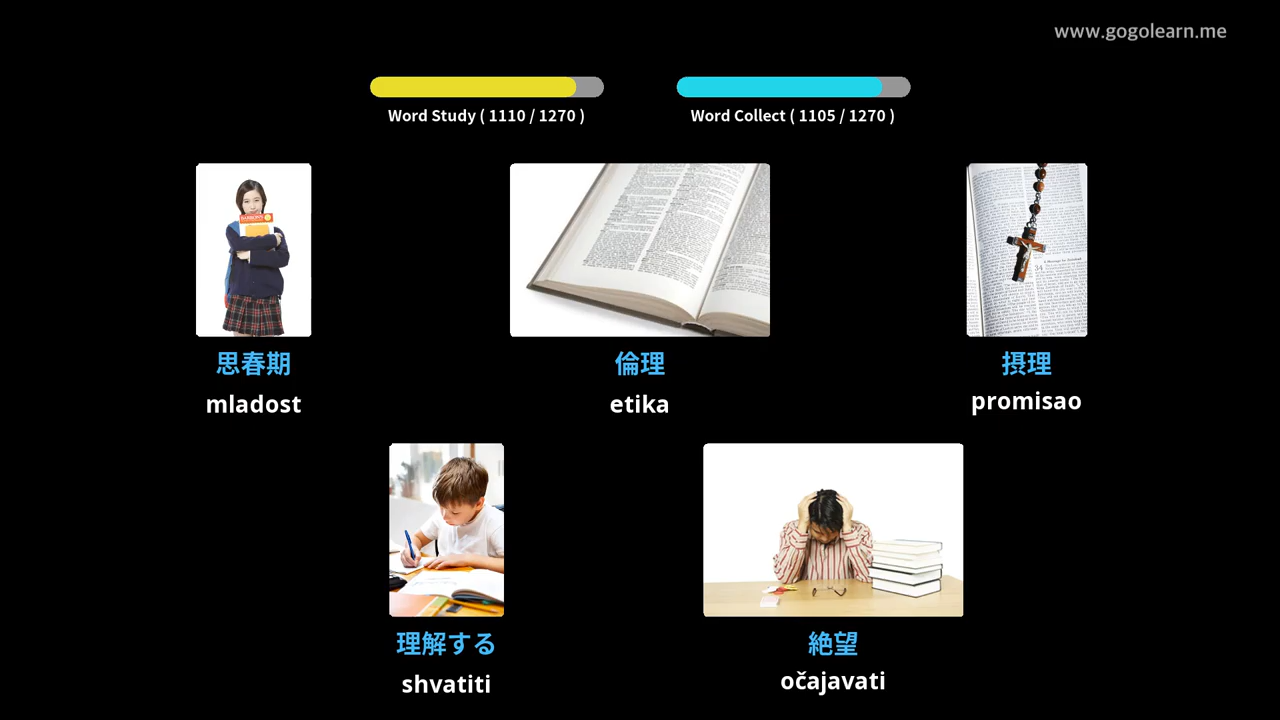 www.gogolearn.me
Word Study ( 1110 / 1270 )
Word Collect ( 1105 / 1270 )
思春期
mladost
倫理
etika
摂理
promisao
理解する
shvatiti
絶望
očajavati